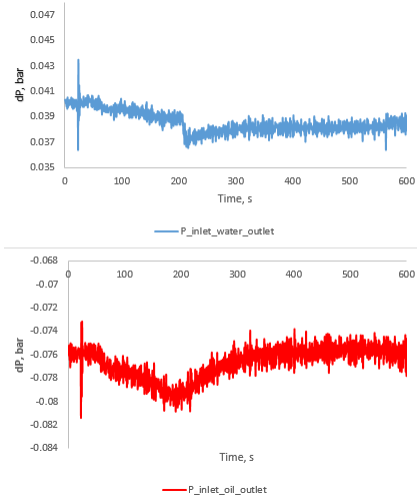 0.047
0.045
0.043
0.041
0.039
0.037
0.035
dP, bar
0 100 200 300 400 500 600
Time, s
P_inlet_water_outlet
-0.068
0 100 200 300 400 500 600
-0.07
-0.072
-0.074
-0.076
-0.078
-0.08
-0.082
-0.084
dP, bar
Time, s
P_inlet_oil_outlet